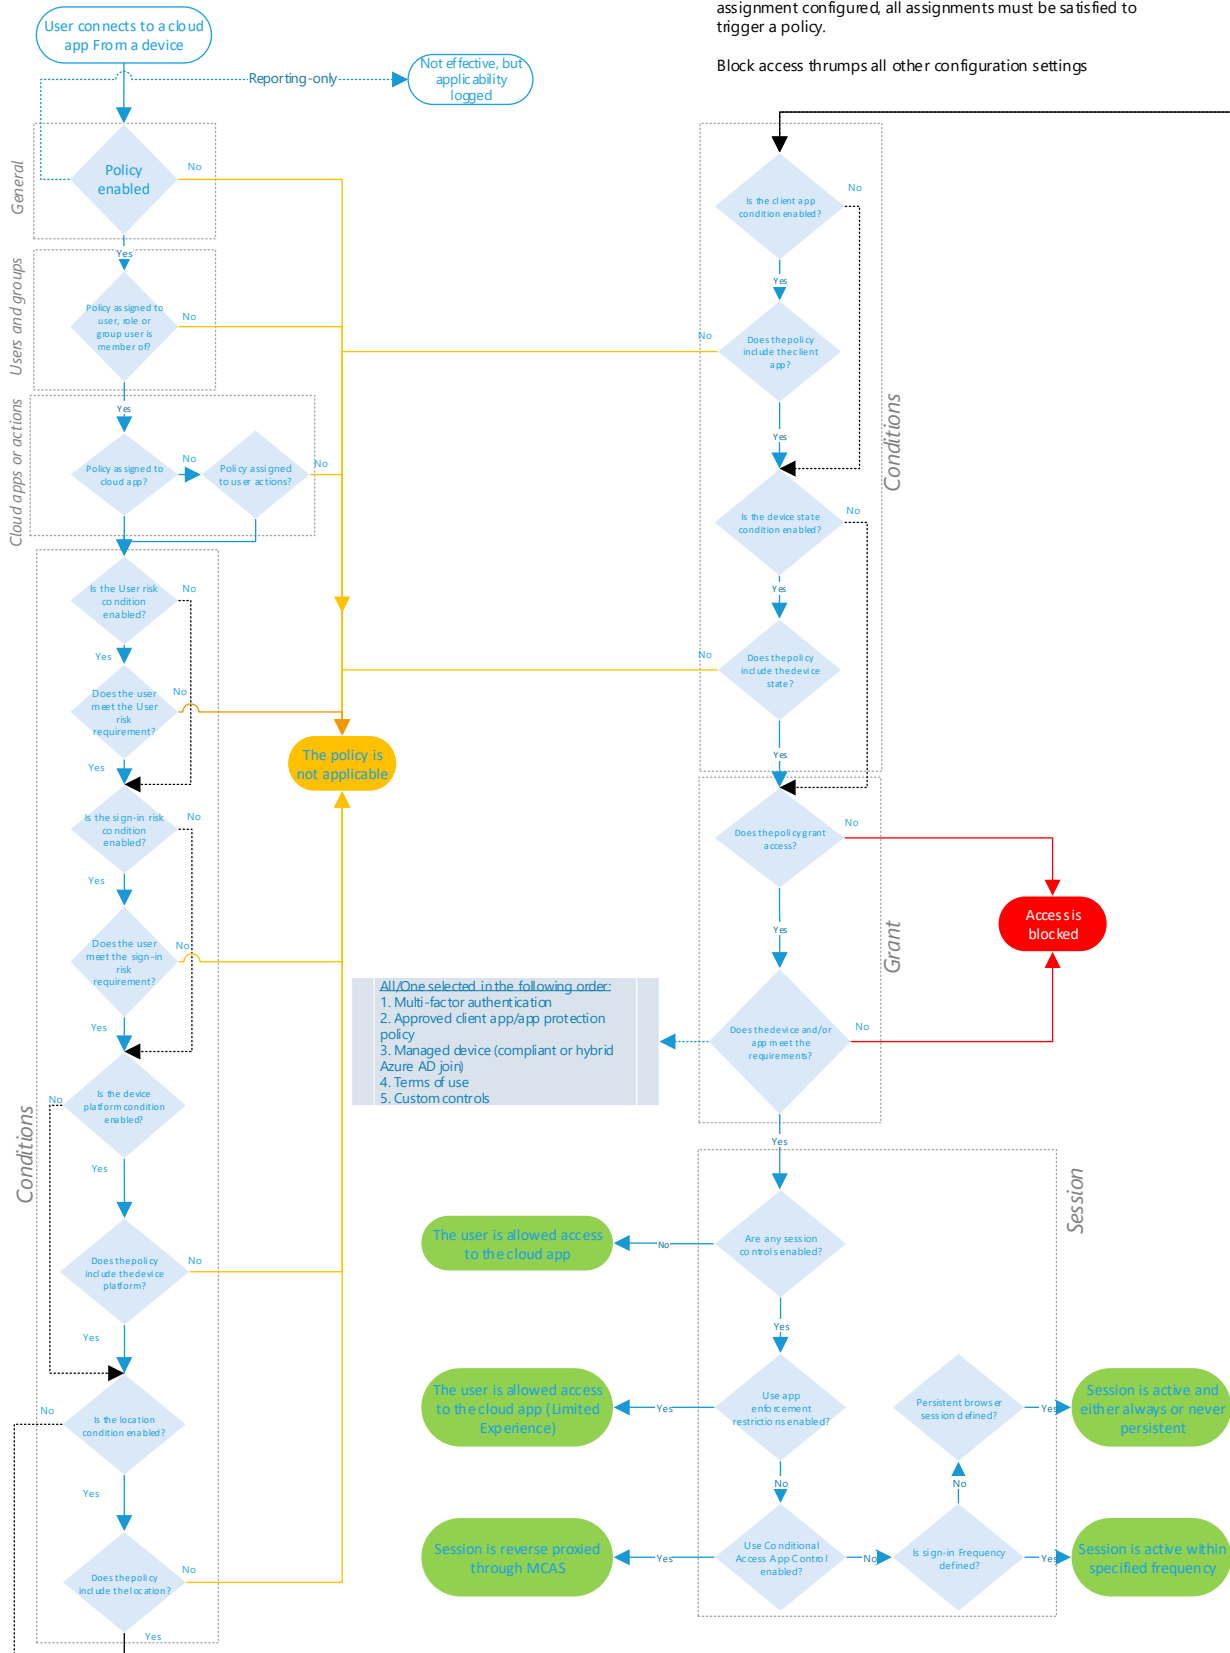 assignment configured, all assignments must be satisfied to
trigger a policy.
Block access thrumps all other configuration settings
User connects to a cloud
app From a device
Reporting-only
Not effective, but
applicability
logged
General
Policy
enabled
No
Yes
Users and groups
Policy assigned to
user, role or
group user is
member of?
No
Yes
Cloud apps or actions
Policy assigned to
cloud app?
No
Policy assigned
to user actions?
No
Conditions
Is the User risk
condition
enabled?
No
Yes
Does the user
meet the User
risk
requirement?
No
Yes
The policy is
not applicable
Is the sign-in risk
condition
enabled?
No
Yes
Does the user
meet the sign-in
risk
requirement?
No
Yes
Is the device
platform condition
enabled?
No
Yes
Does the policy
include the device
platform?
No
Yes
Is the location
condition enabled?
No
Yes
Does the policy
include the location?
No
Yes
Conditions
Is the client app
condition enabled?
No
Yes
Does the policy
include the client
app?
No
Yes
Is the device state
condition enabled?
No
Yes
Does the policy
include the device
state?
No
Yes
Grant
Does the policy grant
access?
No
Yes
Access is
blocked
Does the device and/or
app meet the
requirements?
No
Yes
All/One selected in the following order:
1. Multi-factor authentication
2. Approved client app/app protection
policy
3. Managed device (compliant or hybrid
Azure AD join)
4. Terms of use
5. Custom controls
Session
Are any session
controls enabled?
No
The user is allowed access
to the cloud app
Yes
Use app
enforcement
restrictions enabled?
Yes
The user is allowed access
to the cloud app (Limited
Experience)
No
Use Conditional
Access App Control
enabled?
Yes
Session is reverse proxied
through MCAS
No
Is sign-in Frequency
defined?
Yes
Session is active within
specified frequency
No
Persistent browser
session defined?
Yes
Session is active and
either always or never
persistent